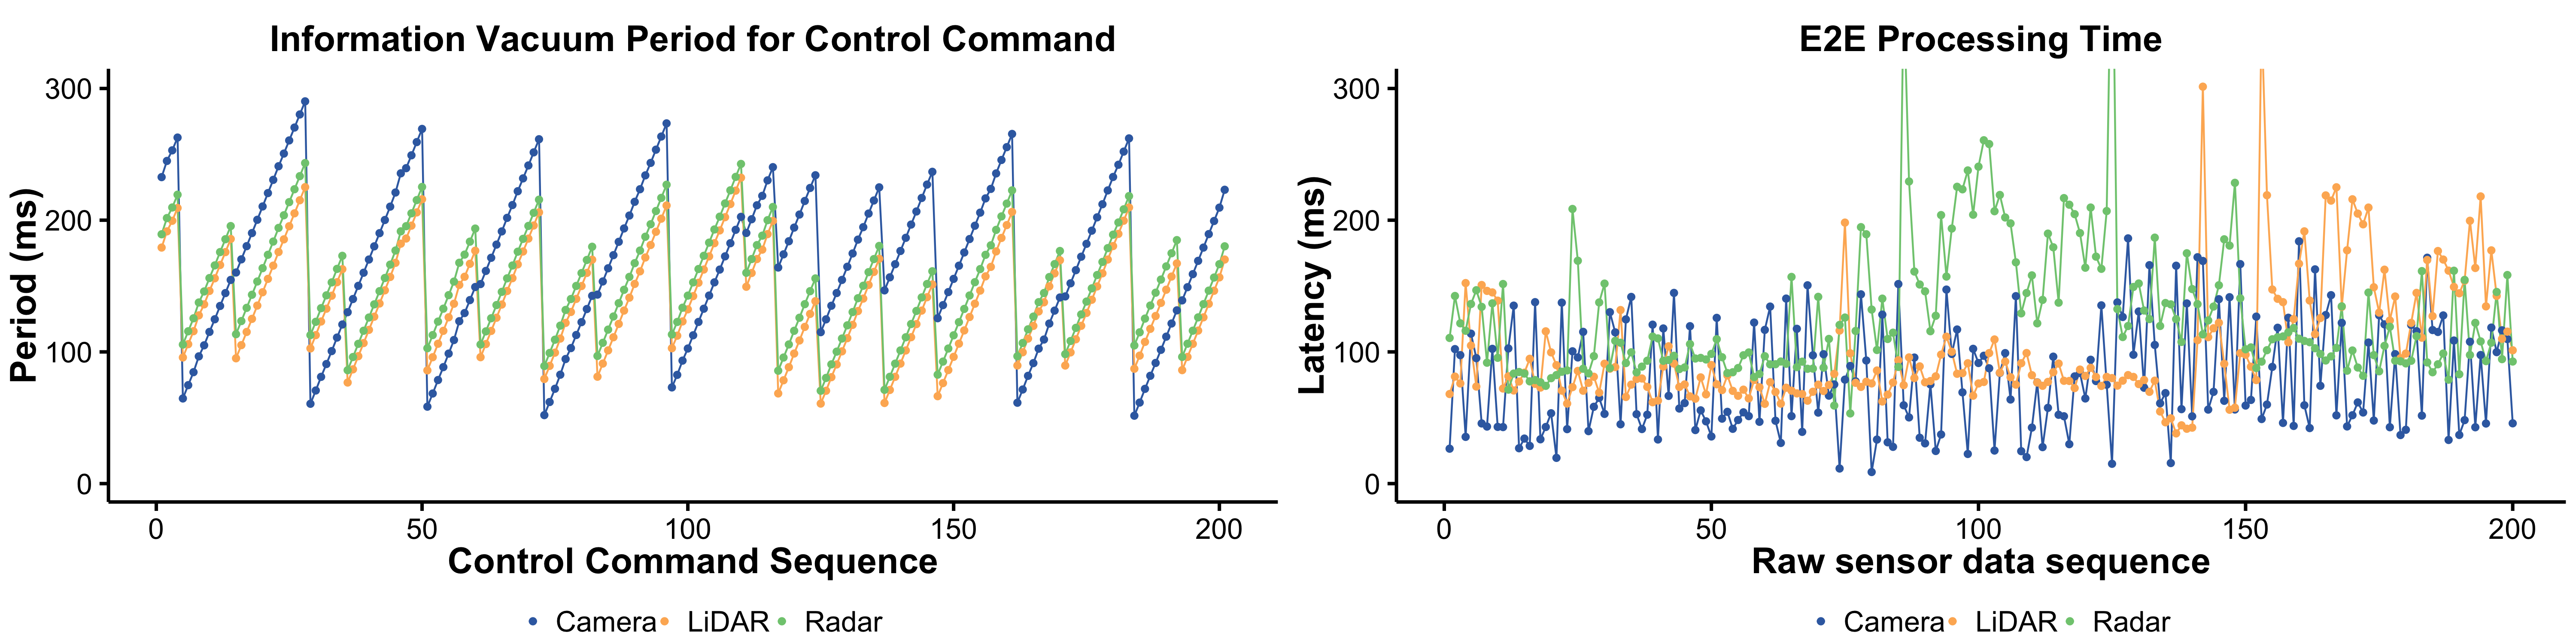 Information Vacuum Period for Control Command
Period (ms)
300
200
100
0
0 50 100 150 200
Control Command Sequence
Camera LiDAR Radar
E2E Processing Time
Latency (ms)
300
200
100
0
0 50 100 150 200
Raw sensor data sequence
Camera LiDAR Radar